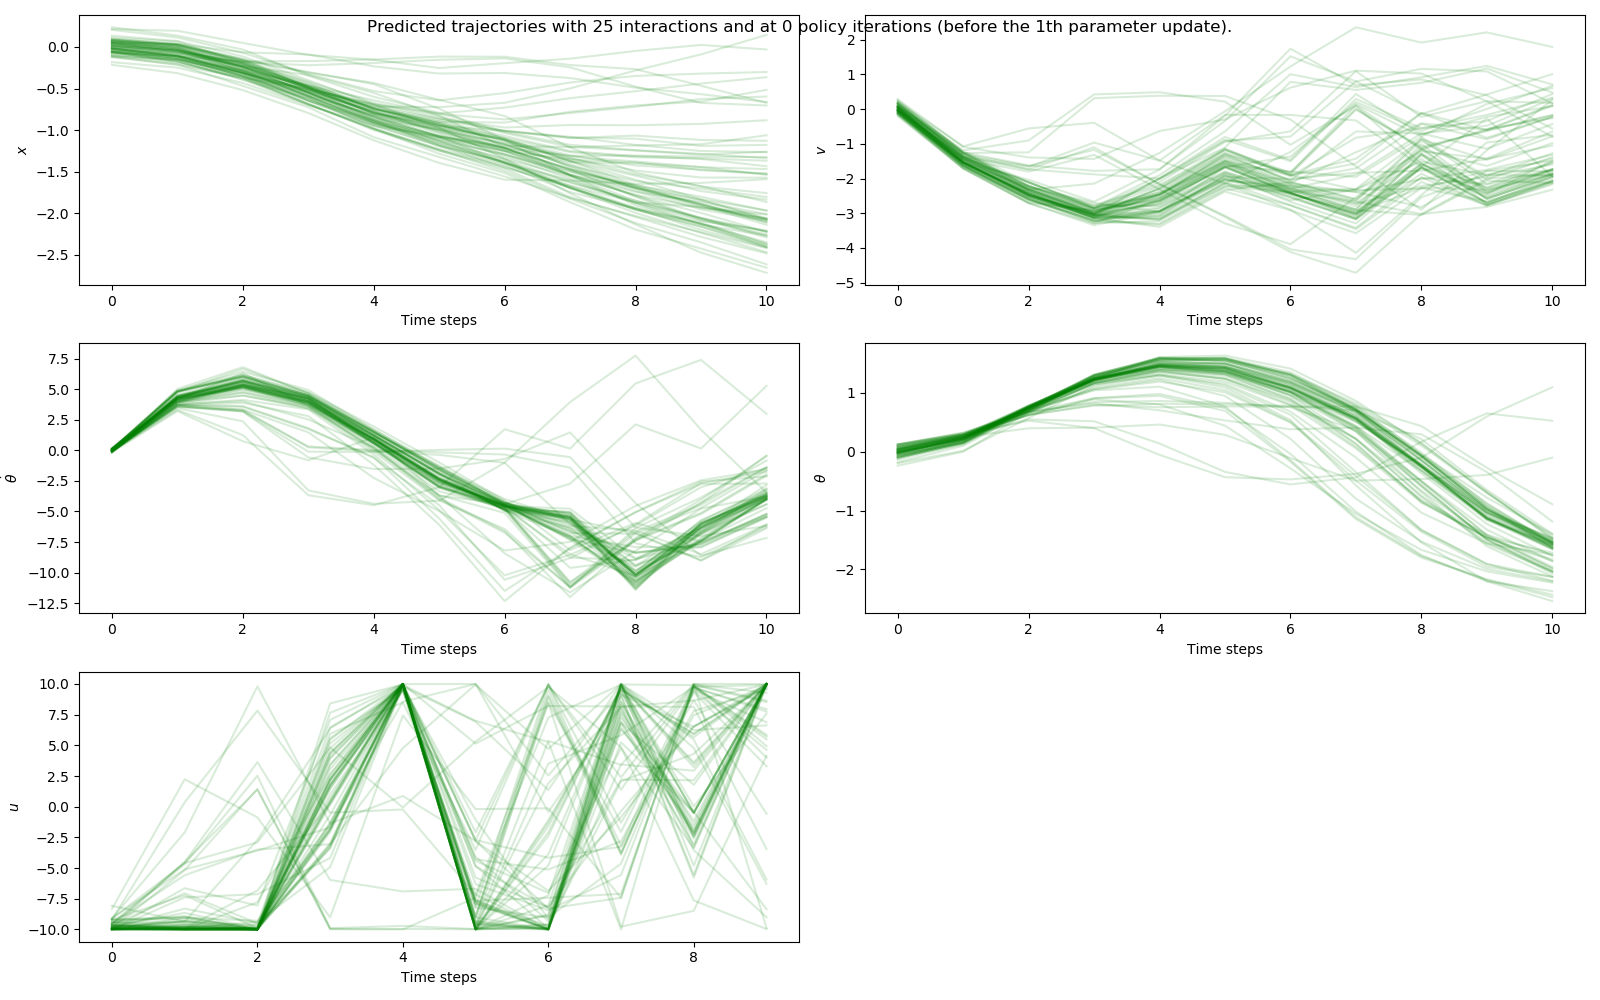 Predicted trajectories with 25 interactions and at 0 policy iterations (before the 1th parameter update).
0.0
−0.5
−1.0
−1.5
−2.0
−2.5
x
0 2 4 6 8 10
Time steps
2
1
0
−1
−2
−3
−4
−5
v
0 2 4 6 8 10
Time steps
7.5
5.0
2.5
0.0
−2.5
−5.0
−7.5
−10.0
−12.5
θ̇
0 2 4 6 8 10
Time steps
1
0
−1
−2
θ
0 2 4 6 8 10
Time steps
10.0
7.5
5.0
2.5
0.0
−2.5
−5.0
−7.5
−10.0
u
0 2 4 6 8
Time steps